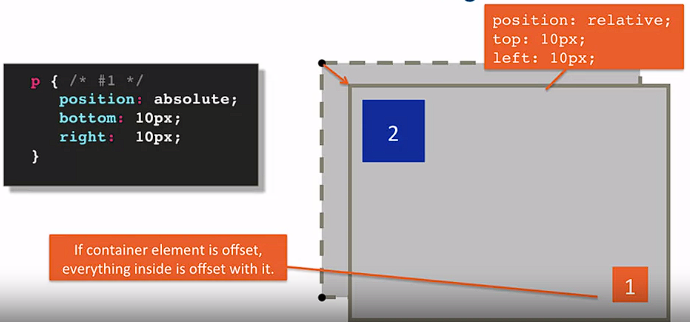 position: relative;
top: 10px;
left: 10px;
p { /* #1 */
position: absolute;
bottom: 10px;
right: 10px;
}
2
If container element is offset,
everything inside is offset with it.
1